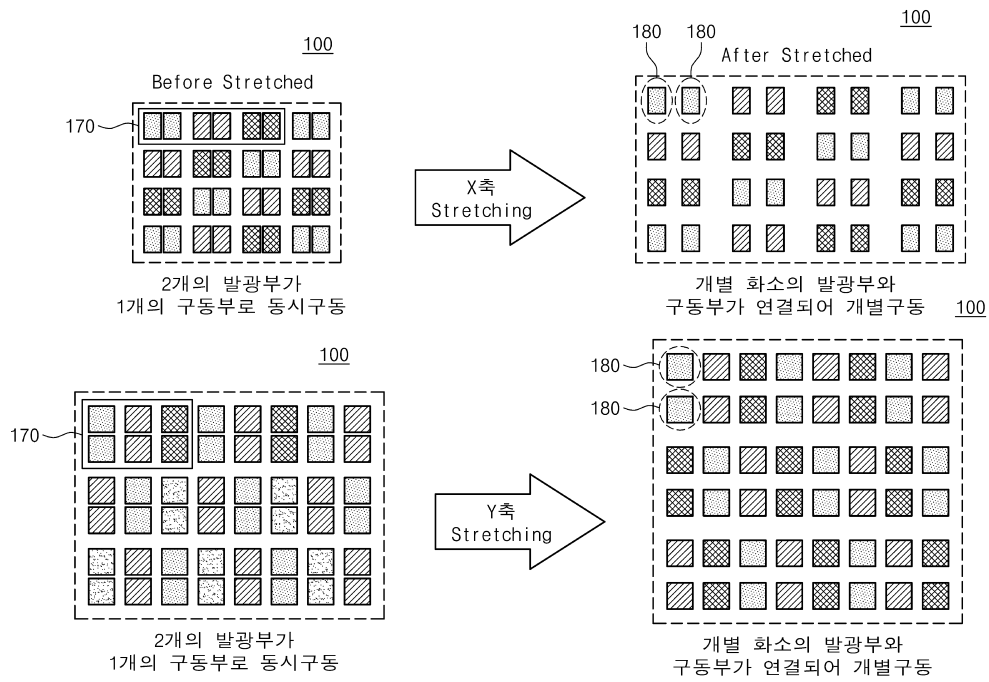 100
Before Stretched
170
2개의 발광부가
1개의 구동부로 동시구동
X축
Stretching
100
180
180
After Stretched
개별 화소의 발광부와
구동부가 연결되어 개별구동
100
170
2개의 발광부가
1개의 구동부로 동시구동
Y축
Stretching
100
180
180
개별 화소의 발광부와
구동부가 연결되어 개별구동